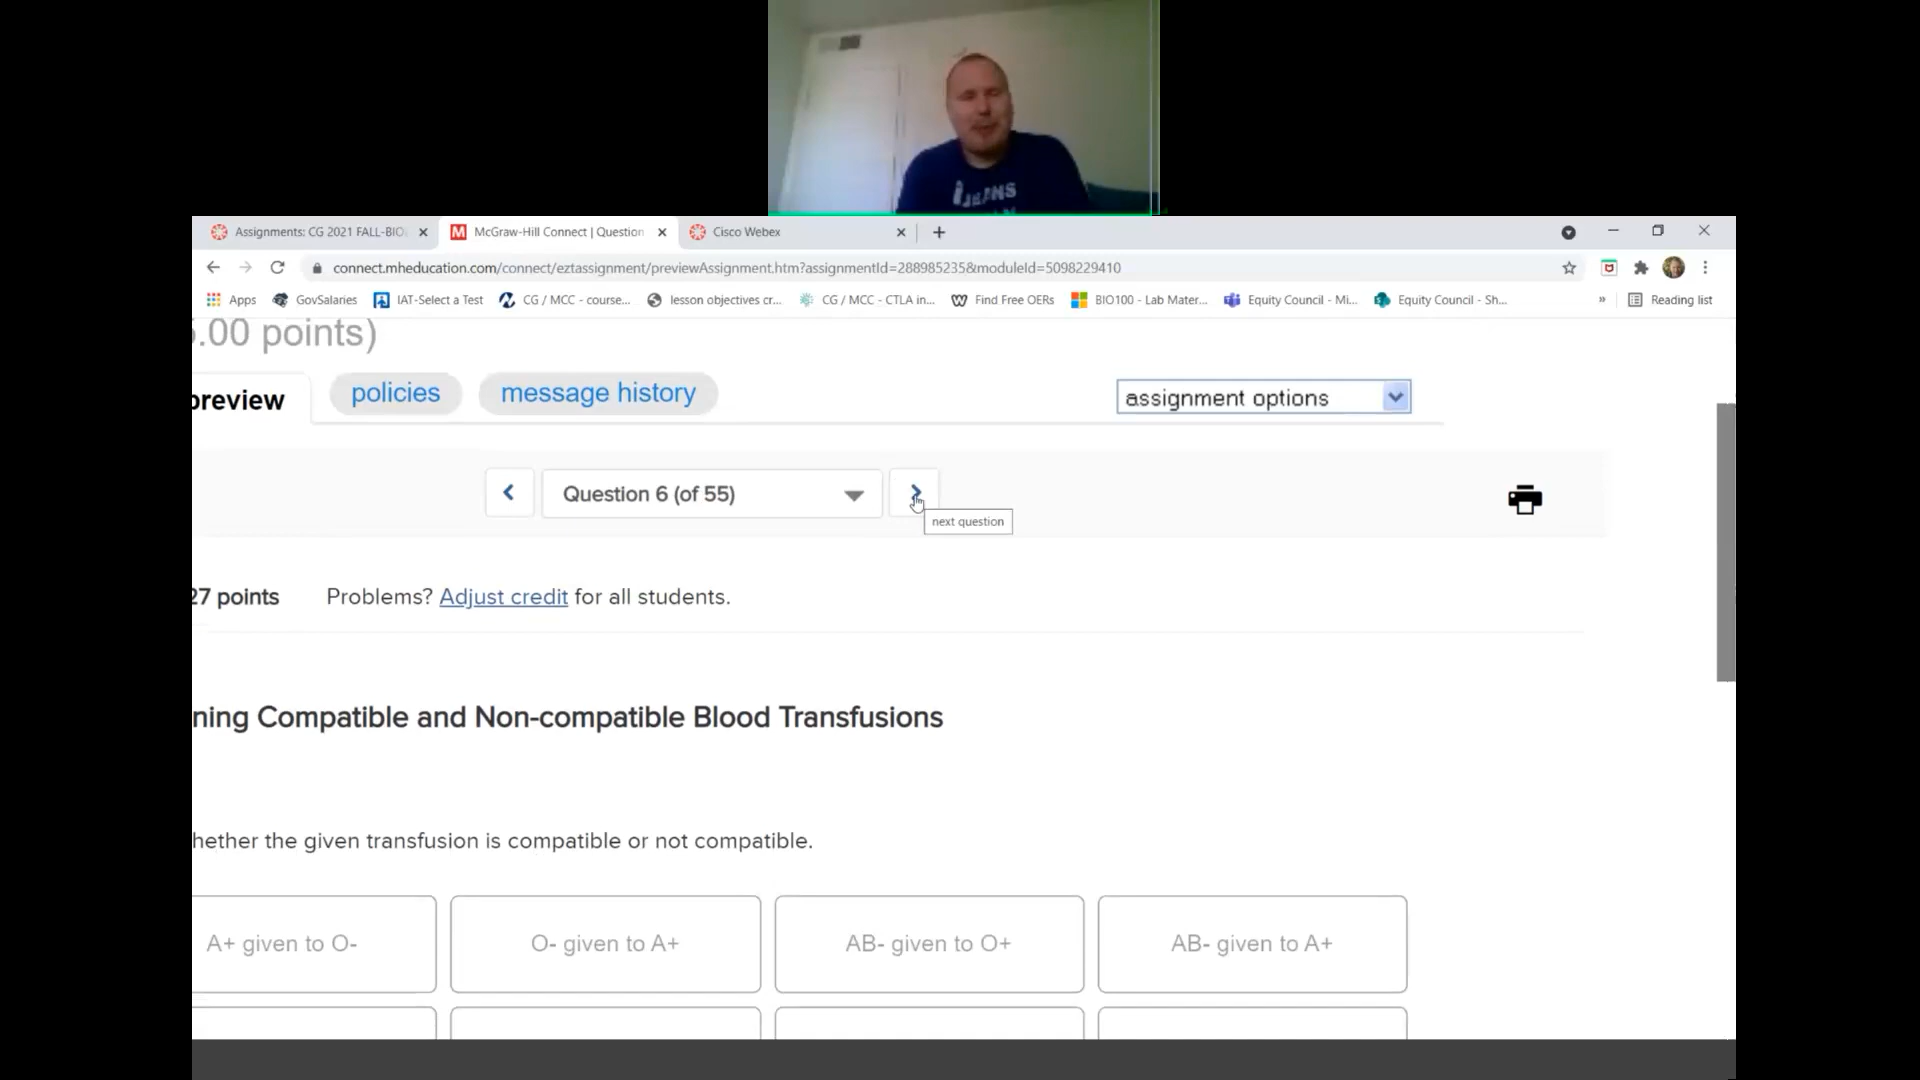 JEANS
Assignments: CG 2021 FALL-BIO
McGraw-Hill Connect | Question
Cisco Webex
connect.mheducation.com/connect/eztassignment/previewAssignment.htm?assignmentId=288985235&moduleId=5098229410
Apps GovSalaries IAT-Select a Test CG / MCC - course... lesson objectives cr... CG / MCC - CTLA in... Find Free OERs BIO100 - Lab Mater... Equity Council - Mi... Equity Council - Sh... » Reading list
.00 points)
preview policies message history assignment options
Question 6 (of 55)
next question
27 points Problems? Adjust credit for all students.
ning Compatible and Non-compatible Blood Transfusions
hether the given transfusion is compatible or not compatible.
A+ given to O- O- given to A+ AB- given to O+ AB- given to A+